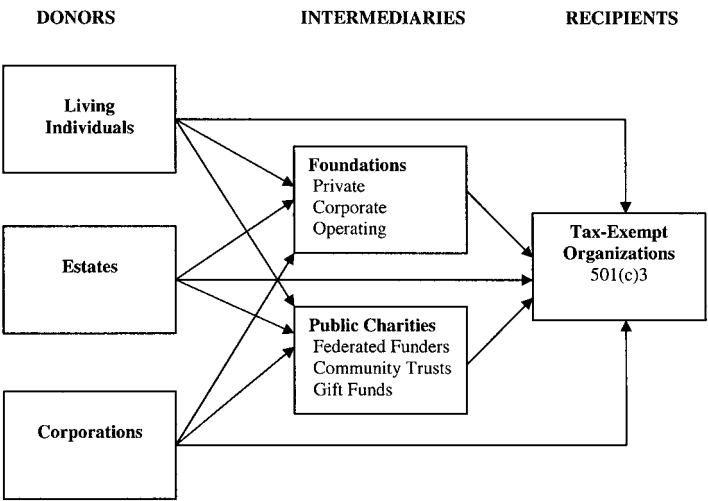 DONORS
INTERMEDIARIES
RECIPIENTS
Living
Individuals
Estates
Corporations
Foundations
Private
Corporate
Operating
Public Charities
Federated Funders
Community Trusts
Gift Funds
Tax-Exempt
Organizations
501(c)3